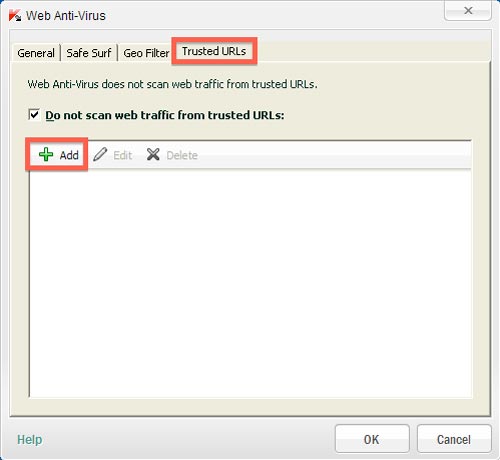 Web Anti-Virus
General Safe Surf Geo Filter Trusted URLs
Web Anti-Virus does not scan web traffic from trusted URLs.
Do not scan web traffic from trusted URLs:
Add Edit Delete
Help OK Cancel